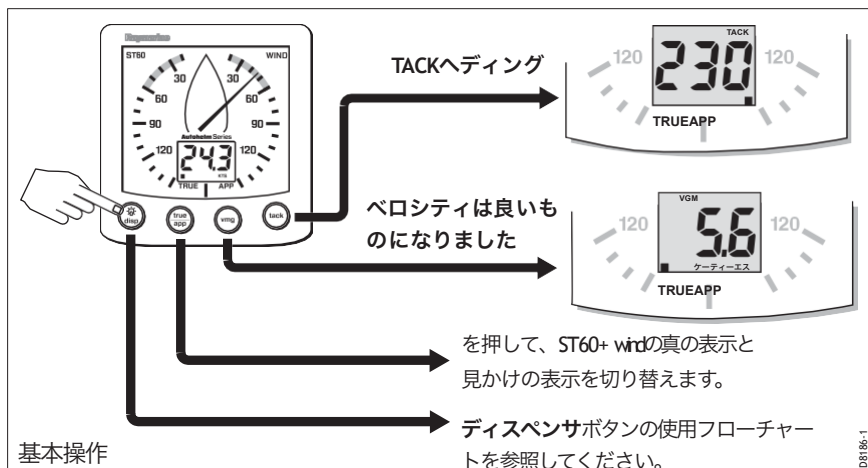 Raymarine
ST60 WIND
30 30
60 60
90 90
Autohelm Series
120 120
24.3
KTS
TRUE APP
disp
true
app
vmg
tack
TACKヘディング
TACK
120 230 120
TRUEAPP
ベロシティは良いも
のになりました
VGM
120 5.6 120
ケーティーエス
TRUEAPP
を押して、ST60+ windの真の表示と
見かけの表示を切り替えます。
ディスペンサボタンの使用フローチャー
トを参照してください。
基本操作
D8186-1